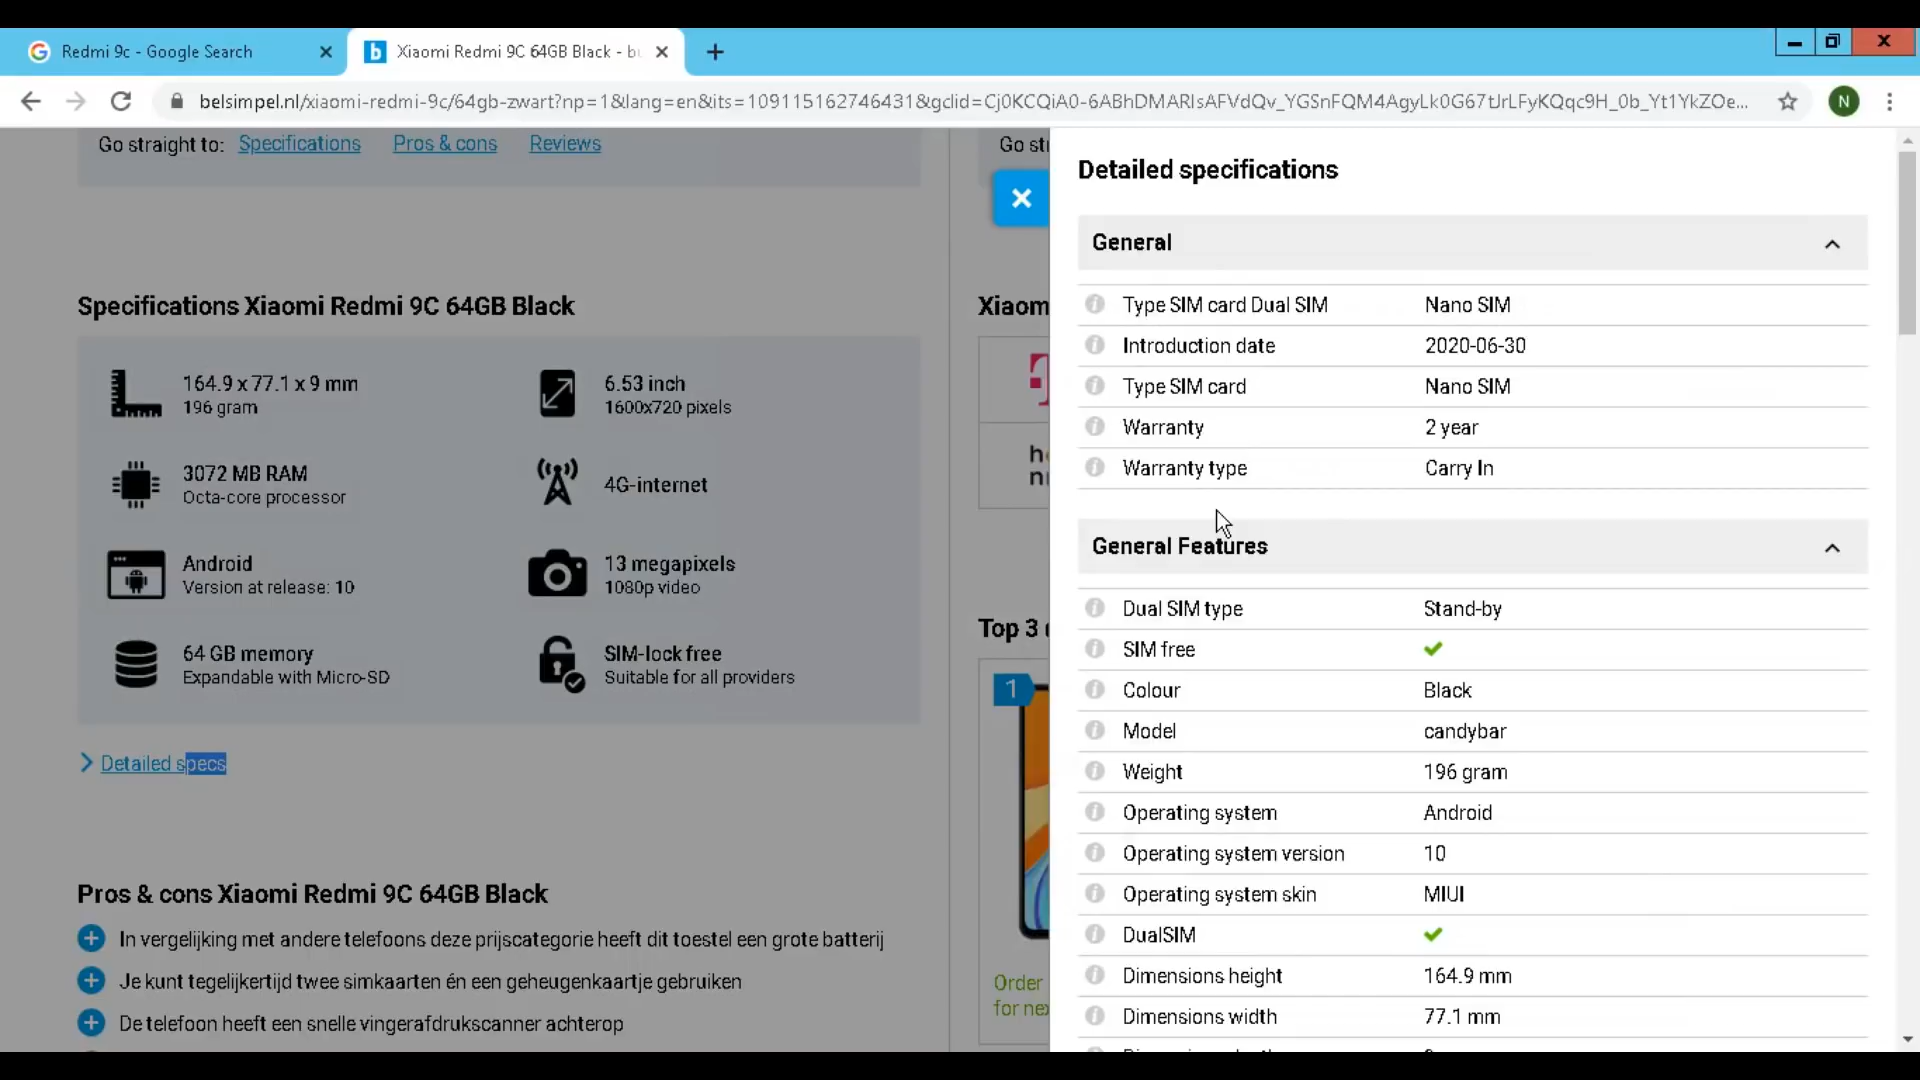 Redmi 9c - Google Search
Xiaomi Redmi 9C 64GB Black - bu
belsimpel.nl/xiaomi-redmi-9c/64gb-zwart?np=1&lang=en&its=109115162746431&gclid=Cj0KCQiA0-6ABhDMARIsAFVdQv_YGSnFQM4AgyLk0G67tJrLFyKQqc9H_0b_Yt1YkZOe...
N
Go straight to: Specifications Pros & cons Reviews
Specifications Xiaomi Redmi 9C 64GB Black
164.9 x 77.1 x 9 mm
196 gram
6.53 inch
1600x720 pixels
3072 MB RAM
Octa-core processor
4G-internet
Android
Version at release: 10
13 megapixels
1080p video
64 GB memory
Expandable with Micro-SD
SIM-lock free
Suitable for all providers
Detailed specs
Pros & cons Xiaomi Redmi 9C 64GB Black
In vergelijking met andere telefoons deze prijscategorie heeft dit toestel een grote batterij
Je kunt tegelijkertijd twee simkaarten én een geheugenkaartje gebruiken
De telefoon heeft een snelle vingerafdrukscanner achterop
Go st
Xiaom
Top 3
1
Order
for ne
Detailed specifications
General
Type SIM card Dual SIM Nano SIM
Introduction date 2020-06-30
Type SIM card Nano SIM
Warranty 2 year
Warranty type Carry In
General Features
Dual SIM type Stand-by
SIM free
Colour Black
Model candybar
Weight 196 gram
Operating system Android
Operating system version 10
Operating system skin MIUI
DualSIM
Dimensions height 164.9 mm
Dimensions width 77.1 mm